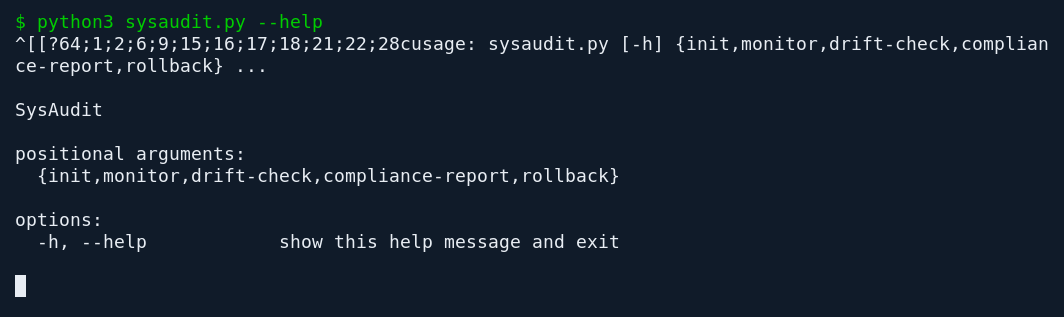 $ python3 sysaudit.py --help
^[[?64;1;2;6;9;15;16;17;18;21;22;28cusage: sysaudit.py [-h] {init,monitor,drift-check,complian
ce-report,rollback} ...
SysAudit
positional arguments:
  {init,monitor,drift-check,compliance-report,rollback}
options:
  -h, --help            show this help message and exit